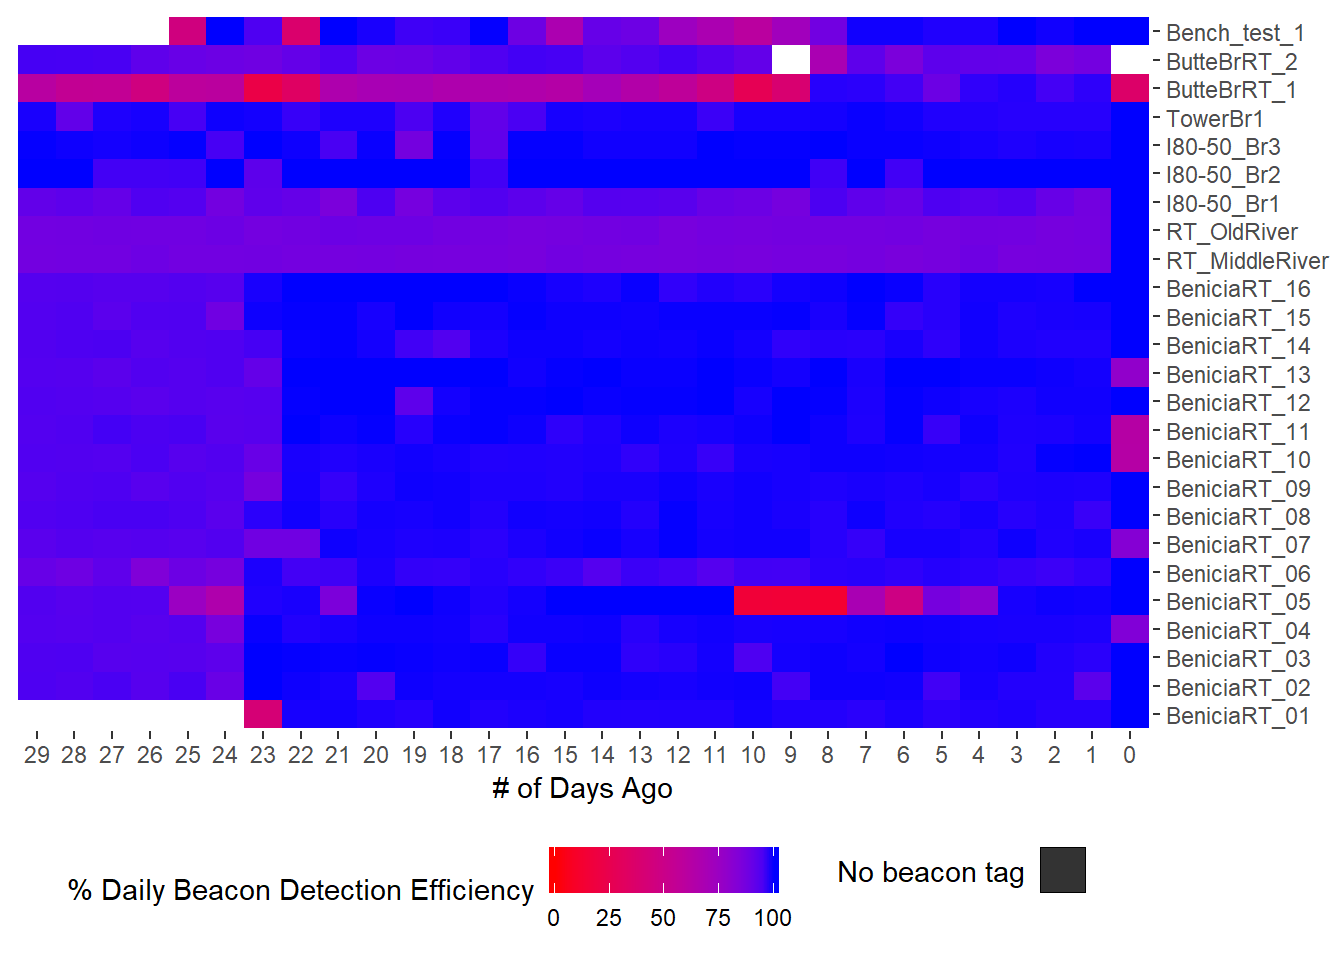 Bench_test_1
ButteBrRT_2
ButteBrRT_1
TowerBr1
I80-50_Br3
I80-50_Br2
I80-50_Br1
RT_OldRiver
RT_MiddleRiver
BeniciaRT_16
BeniciaRT_15
BeniciaRT_14
BeniciaRT_13
BeniciaRT_12
BeniciaRT_11
BeniciaRT_10
BeniciaRT_09
BeniciaRT_08
BeniciaRT_07
BeniciaRT_06
BeniciaRT_05
BeniciaRT_04
BeniciaRT_03
BeniciaRT_02
BeniciaRT_01
29 28 27 26 25 24 23 22 21 20 19 18 17 16 15 14 13 12 11 10 9 8 7 6 5 4 3 2 1 0
# of Days Ago
% Daily Beacon Detection Efficiency
0 25 50 75 100
No beacon tag